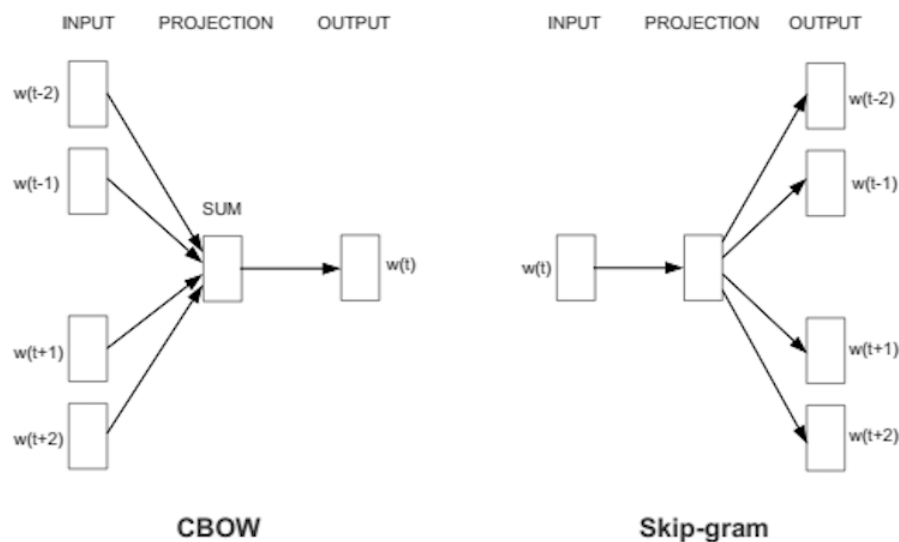 INPUT PROJECTION OUTPUT
w(t-2)
w(t-1)
SUM
w(t)
w(t+1)
w(t+2)
CBOW
INPUT PROJECTION OUTPUT
w(t-2)
w(t-1)
w(t)
w(t+1)
w(t+2)
Skip-gram